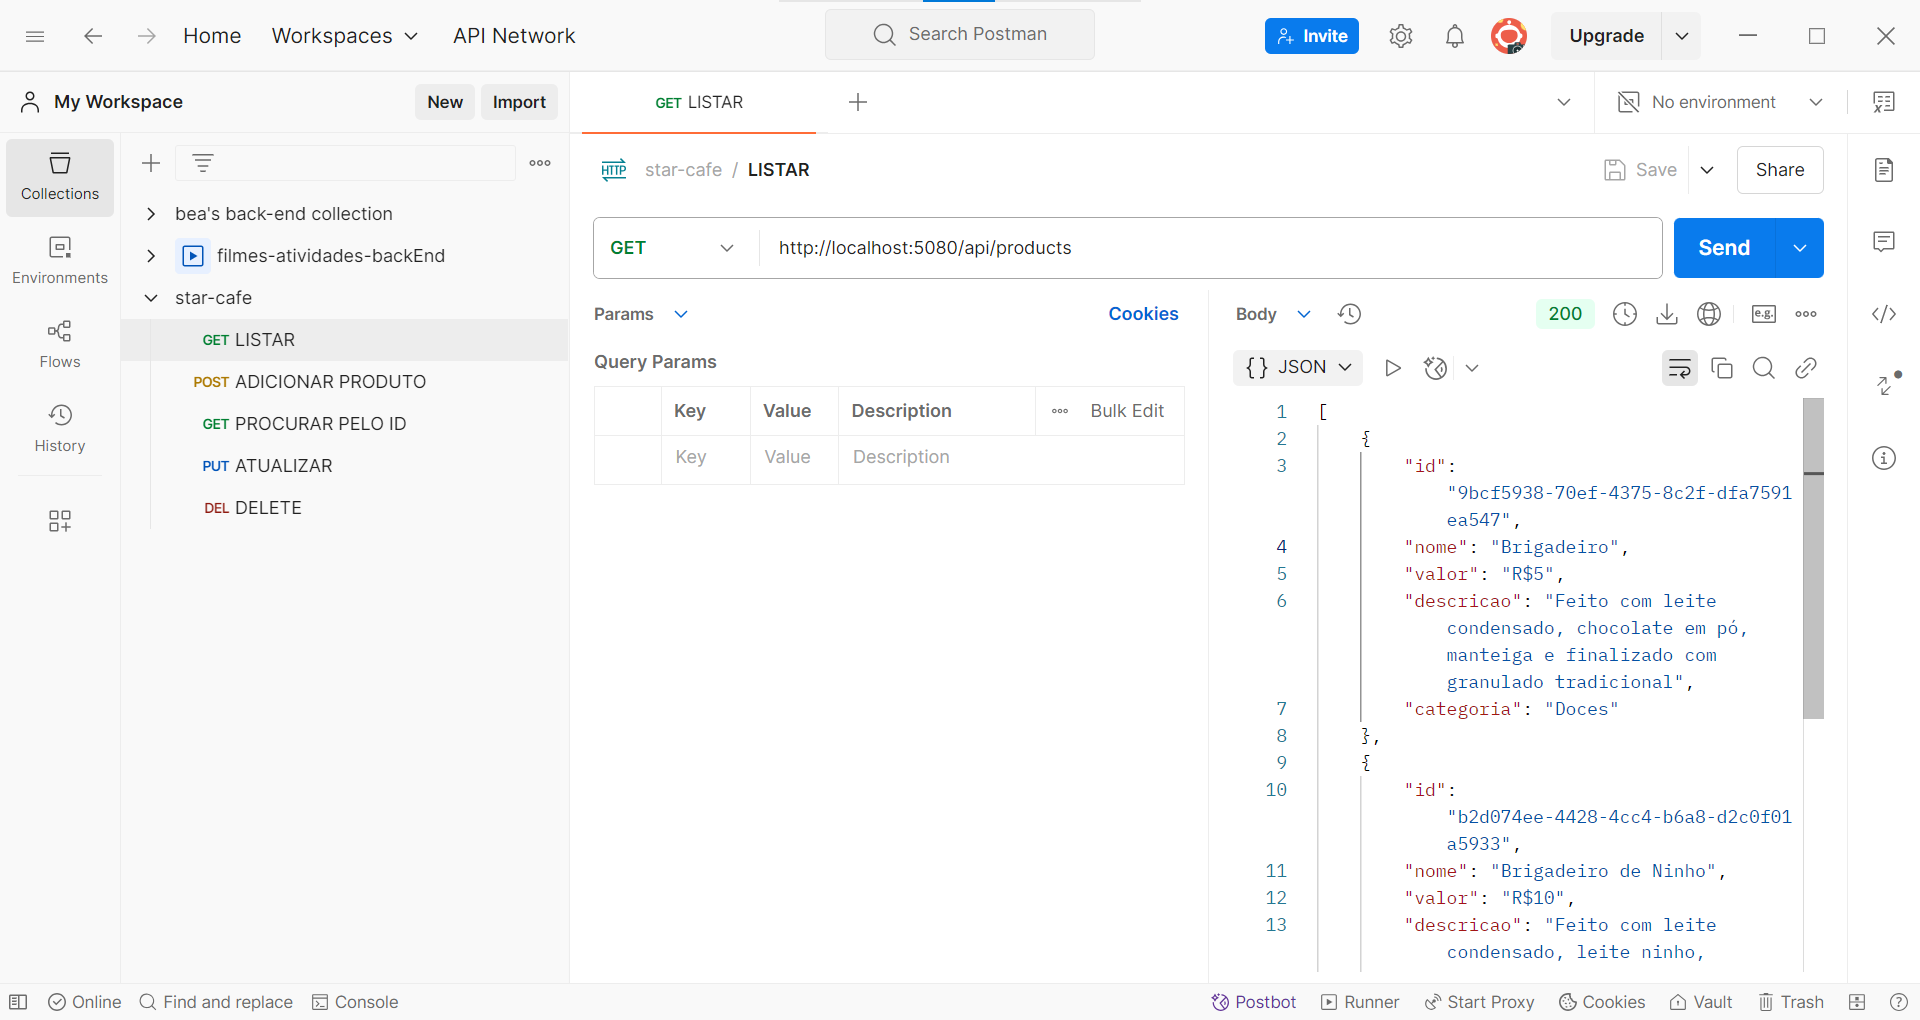 Home
Workspaces
API Network
Search Postman
Invite
Upgrade
My Workspace
New
Import
GET LISTAR
No environment
Collections
Environments
Flows
History
bea's back-end collection
filmes-atividades-backEnd
star-cafe
GET LISTAR
POST ADICIONAR PRODUTO
GET PROCURAR PELO ID
PUT ATUALIZAR
DEL DELETE
HTTP
star-cafe / LISTAR
Save
Share
GET
http://localhost:5080/api/products
Send
Params
Cookies
Query Params
Key Value Description Bulk Edit
Key Value Description
Body
200
e.g.
{} JSON
1 [
2 {
3 "id":
"9bcf5938-70ef-4375-8c2f-dfa7591
ea547",
4 "nome": "Brigadeiro",
5 "valor": "R$5",
6 "descricao": "Feito com leite
condensado, chocolate em pó,
manteiga e finalizado com
granulado tradicional",
7 "categoria": "Doces"
8 },
9 {
10 "id":
"b2d074ee-4428-4cc4-b6a8-d2c0f01
a5933",
11 "nome": "Brigadeiro de Ninho",
12 "valor": "R$10",
13 "descricao": "Feito com leite
condensado, leite ninho,
Online
Find and replace
Console
Postbot
Runner
Start Proxy
Cookies
Vault
Trash